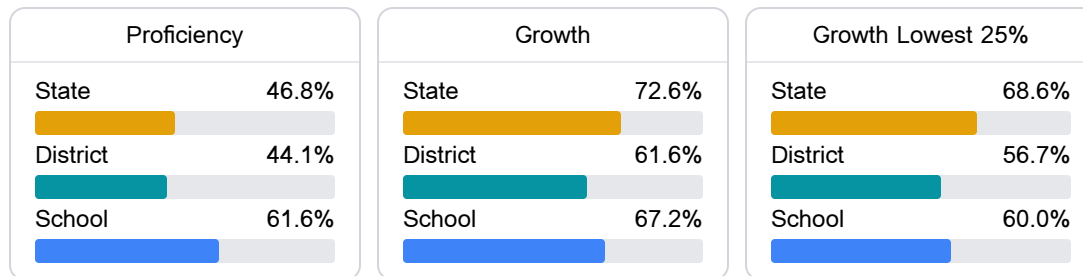 Proficiency
State 46.8%
District 44.1%
School 61.6%
Growth
State 72.6%
District 61.6%
School 67.2%
Growth Lowest 25%
State 68.6%
District 56.7%
School 60.0%